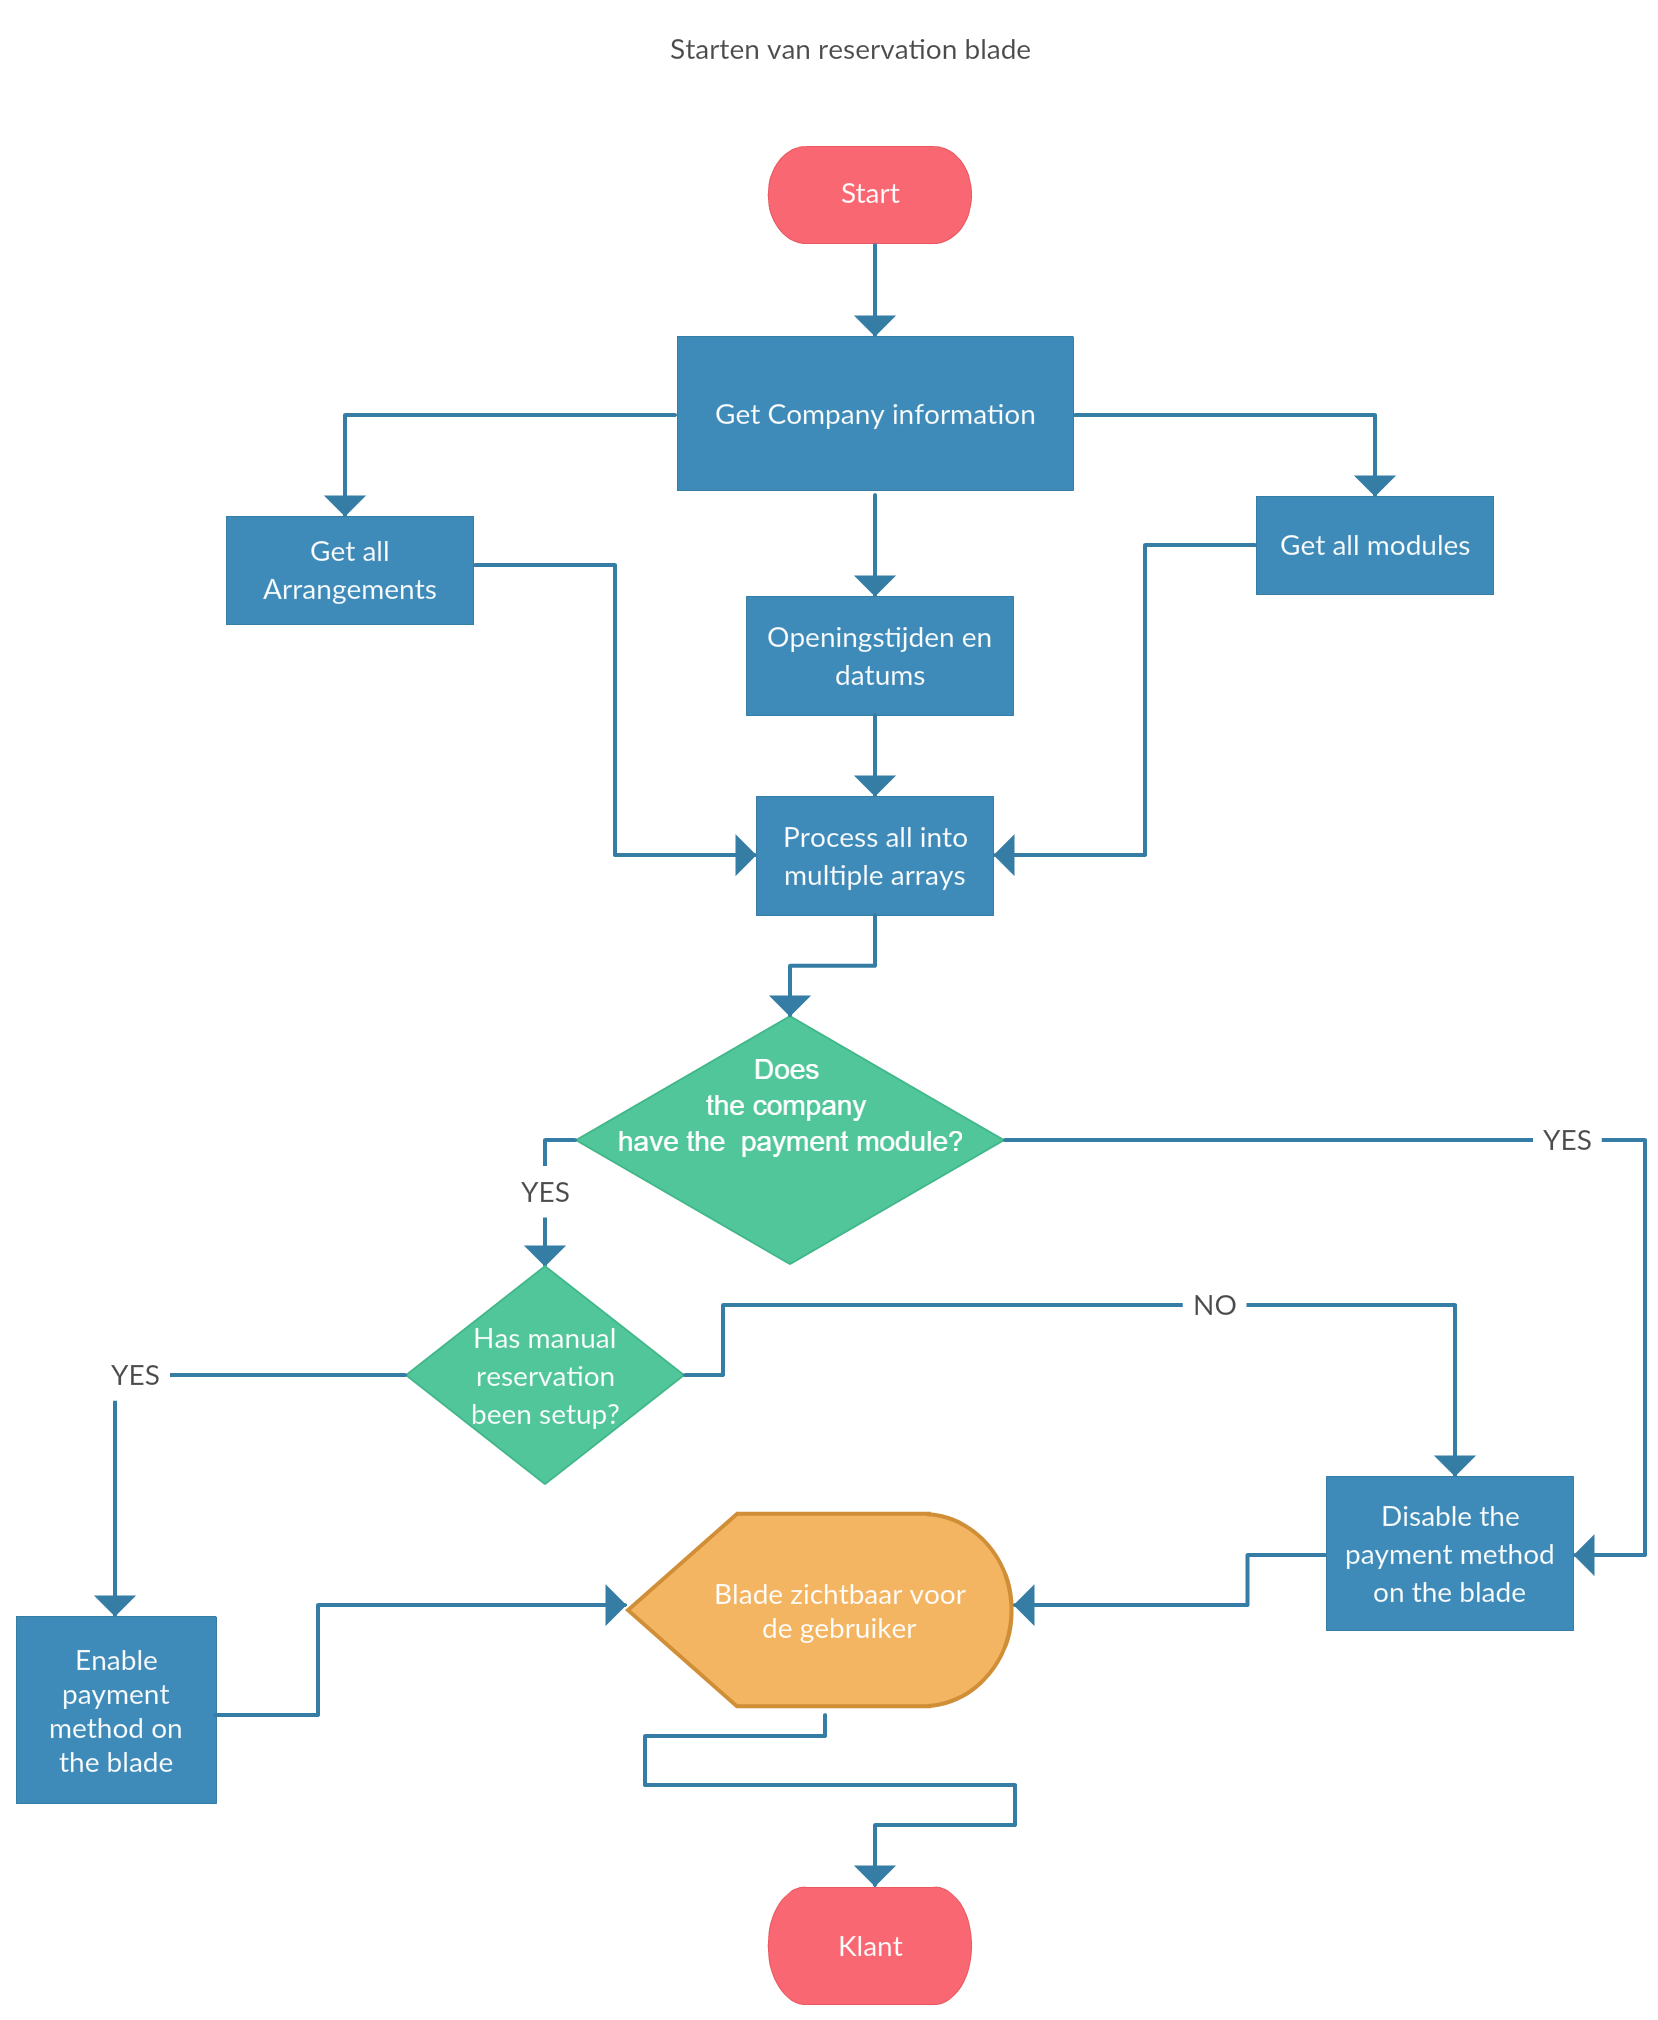 Starten van reservation blade
Start
Get Company information
Get all
Arrangements
Get all modules
Openingstijden en
datums
Process all into
multiple arrays
Does
the company
have the  payment module?
YES
YES
Has manual
reservation
been setup?
NO
YES
Disable the
payment method
on the blade
Blade zichtbaar voor
de gebruiker
Enable
payment
method on
the blade
Klant